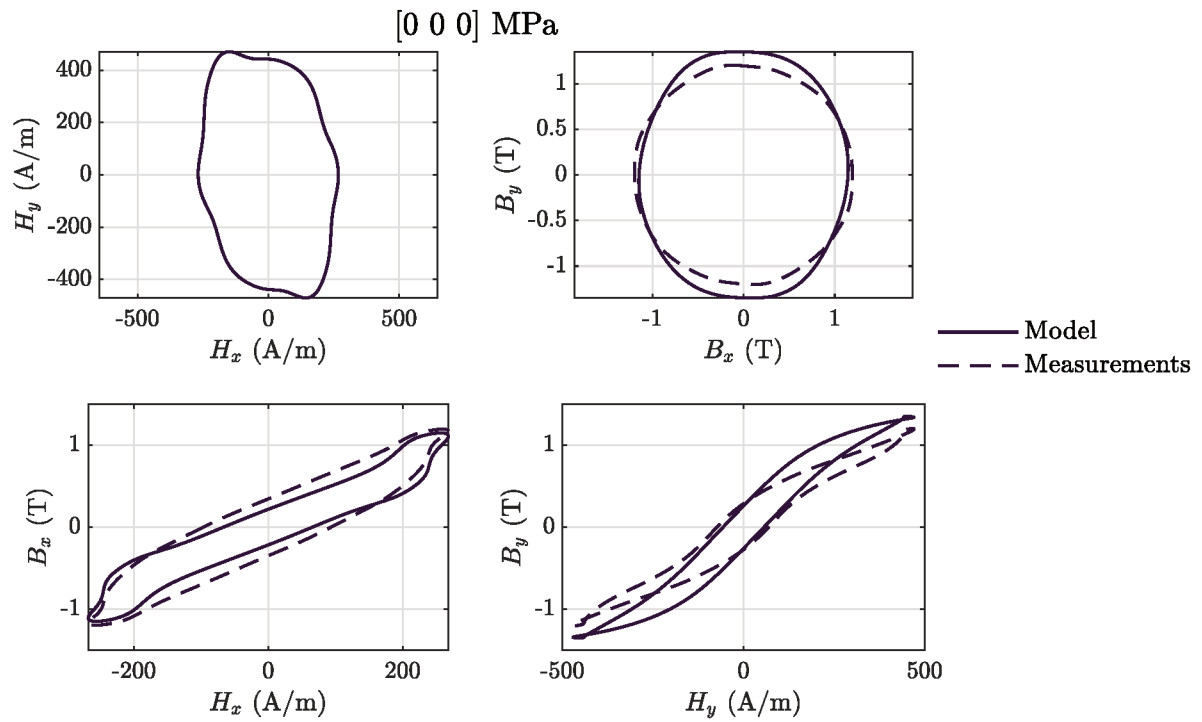 [0 0 0] MPa
400
200
0
-200
-400
H_y (A/m)
-500 0 500
H_x (A/m)
1
0.5
0
-0.5
-1
B_y (T)
-1 0 1
B_x (T)
Model
Measurements
1
0
-1
B_x (T)
-200 0 200
H_x (A/m)
1
0
-1
B_y (T)
-500 0 500
H_y (A/m)